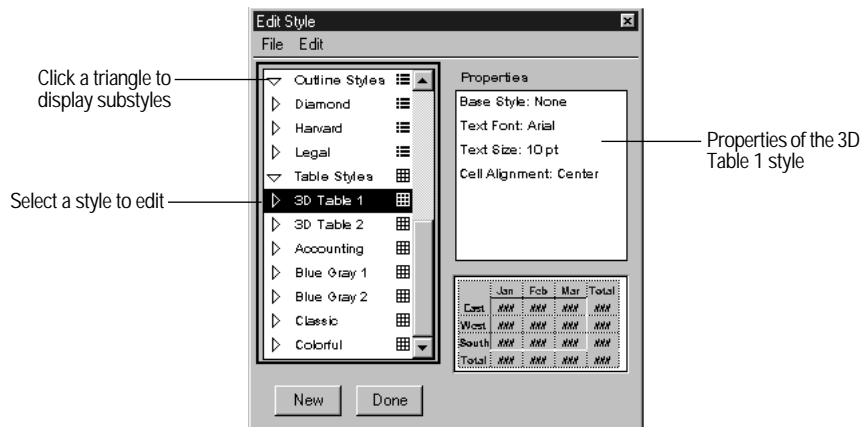 Edit Style
File Edit
Click a triangle to
display substyles
Select a style to edit
Outline Styles
Diamond
Harvard
Legal
Table Styles
3D Table 1
3D Table 2
Accounting
Blue Gray 1
Blue Gray 2
Classic
Colorful
Properties
Base Style: None
Text Font: Arial
Text Size: 10 pt
Cell Alignment: Center
Properties of the 3D
Table 1 style
Jan Feb Mar Total
East ### ### ### ###
West ### ### ### ###
South ### ### ### ###
Total ### ### ### ###
New Done